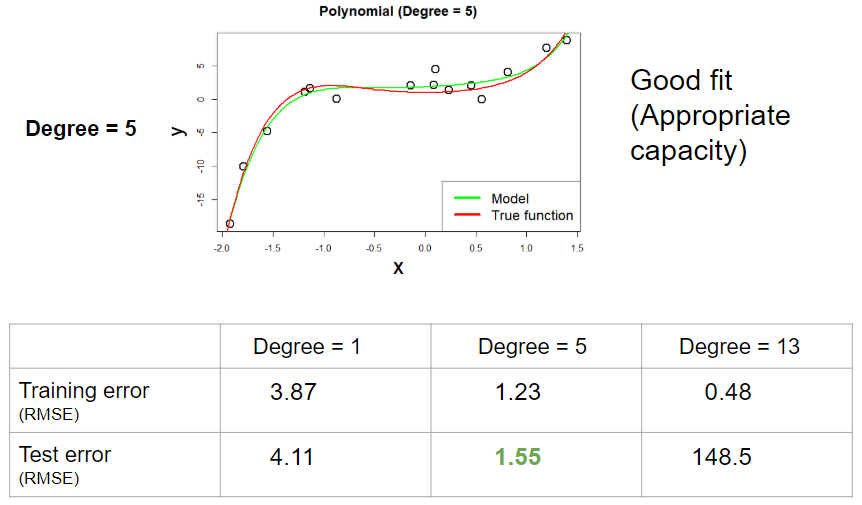 Polynomial (Degree = 5)
Degree = 5
y
5
0
-5
-10
-15
Model
True function
-2.0 -1.5 -1.0 -0.5 0.0 0.5 1.0 1.5
X
Good fit
(Appropriate
capacity)
Degree = 1 Degree = 5 Degree = 13
Training error 3.87 1.23 0.48
(RMSE)
Test error 4.11 1.55 148.5
(RMSE)